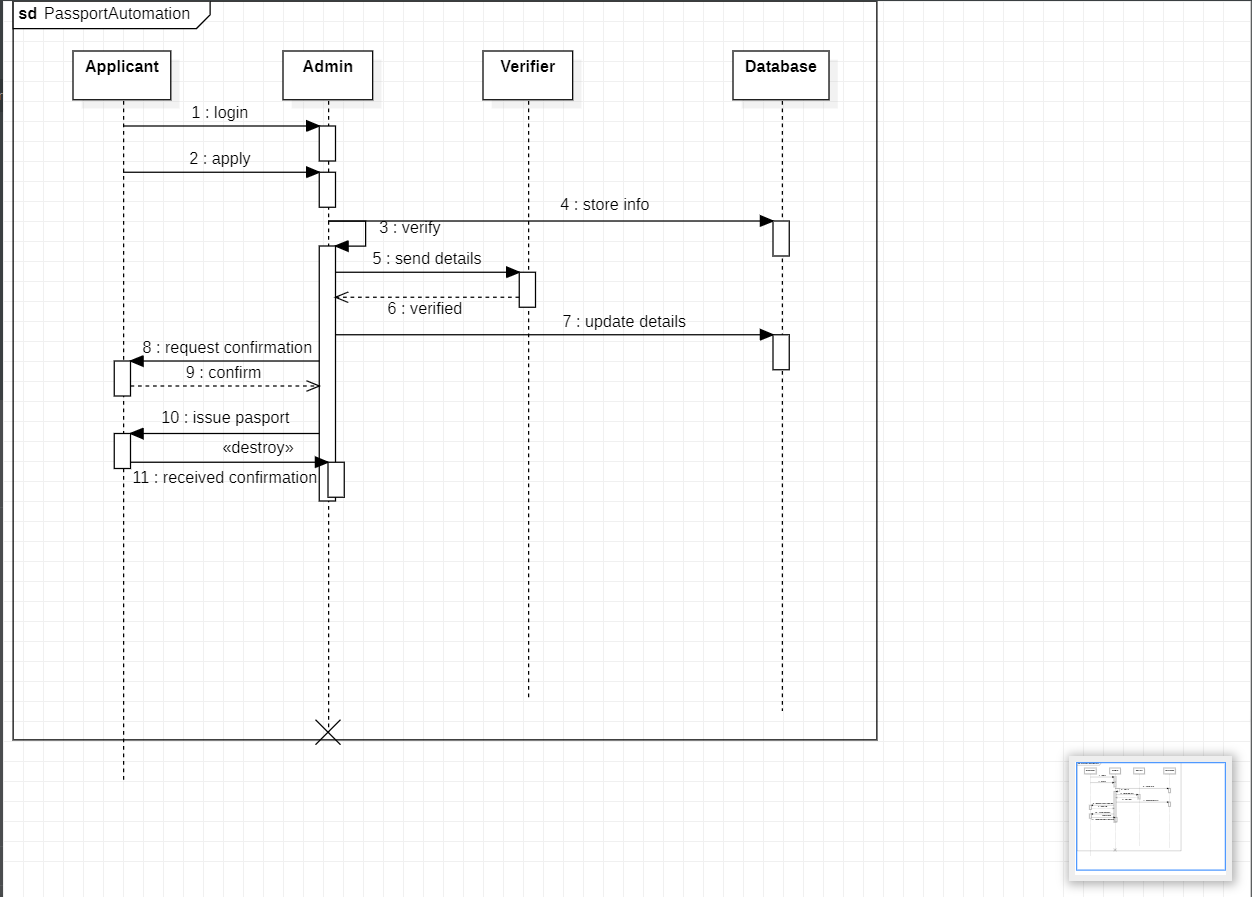 sd PassportAutomation
Applicant
Admin
Verifier
Database
1 : login
2 : apply
4 : store info
3 : verify
5 : send details
6 : verified
7 : update details
8 : request confirmation
9 : confirm
10 : issue pasport
«destroy»
11 : received confirmation